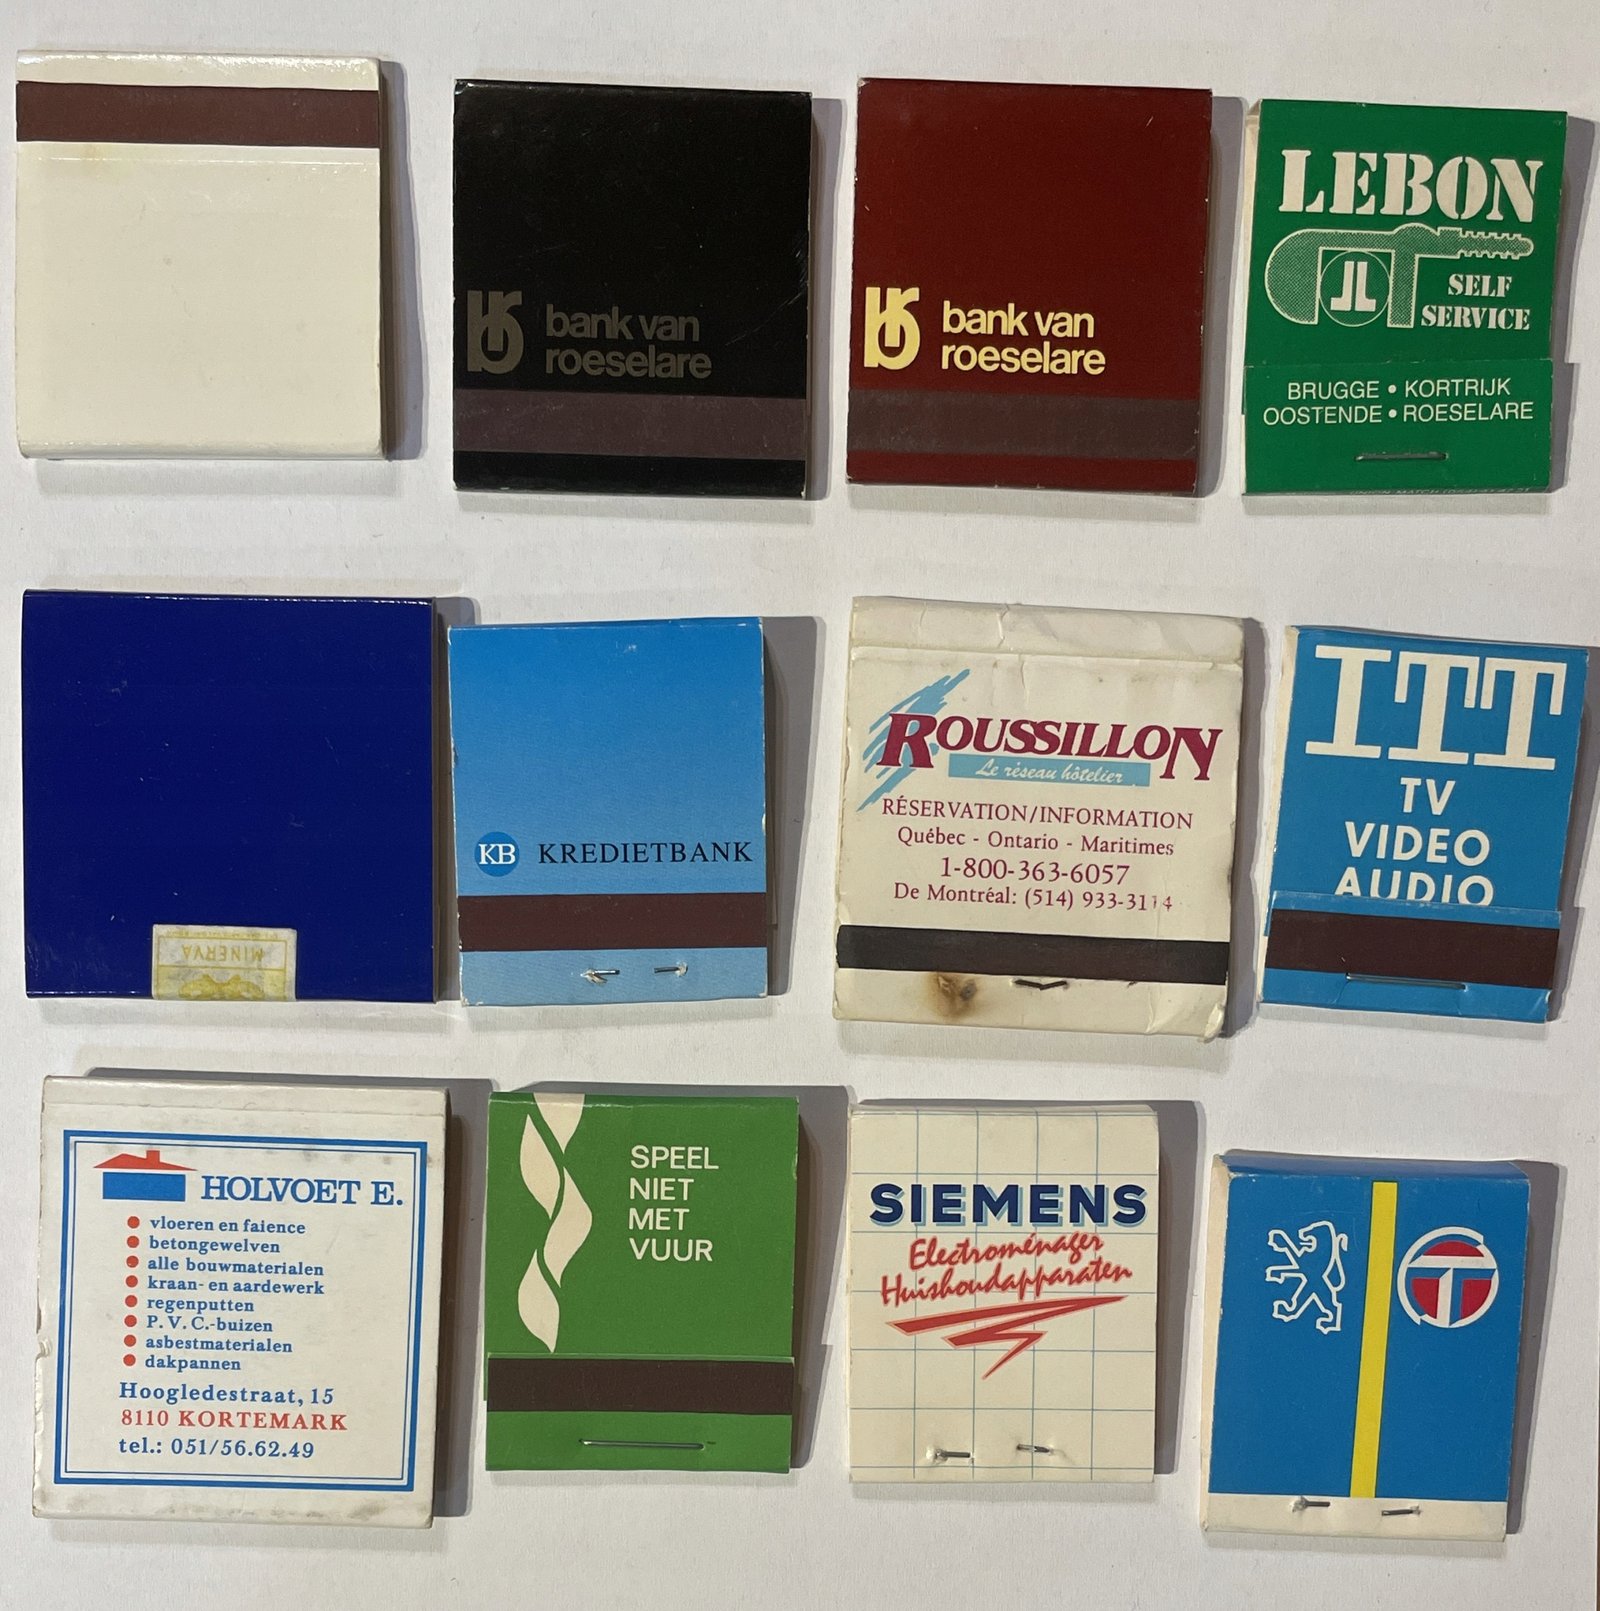 bank van
roeselare
bank van
roeselare
LEBON
SELF
SERVICE
BRUGGE • KORTRIJK
OOSTENDE • ROESELARE
MINERVA
KB KREDIETBANK
ROUSSILLON
Le réseau hôtelier
RÉSERVATION/INFORMATION
Québec - Ontario - Maritimes
1-800-363-6057
De Montréal: (514) 933-3114
ITT
TV
VIDEO
AUDIO
HOLVOET E.
vloeren en faience
betongewelven
alle bouwmaterialen
kraan- en aardewerk
regenputten
P.V.C.-buizen
asbestmaterialen
dakpannen
Hoogledestraat, 15
8110 KORTEMARK
tel.: 051/56.62.49
SPEEL
NIET
MET
VUUR
SIEMENS
Electroménager
Huishoudapparaten